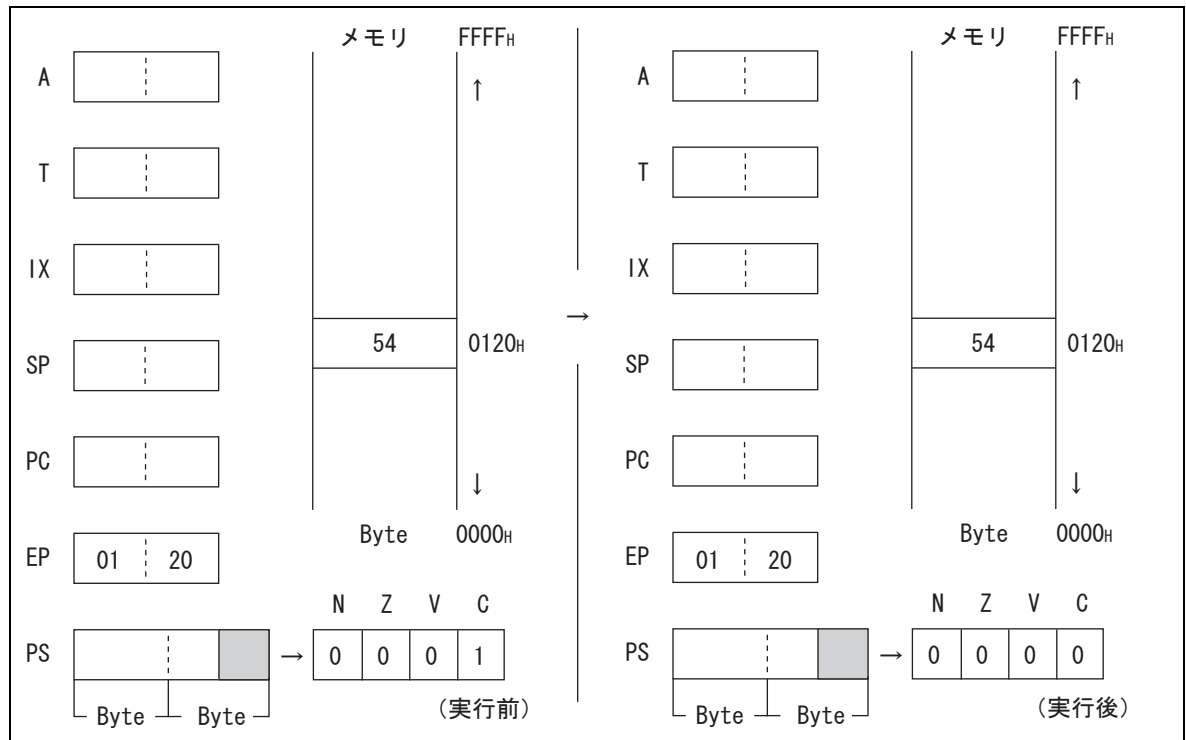 メモリ FFFFH
A
↑
T
IX
54 0120H
SP
PC
↓
Byte 0000H
EP 01 20
N Z V C
PS → 0 0 0 1
Byte Byte (実行前)
→
メモリ FFFFH
A
↑
T
IX
54 0120H
SP
PC
↓
Byte 0000H
EP 01 20
N Z V C
PS → 0 0 0 0
Byte Byte (実行後)